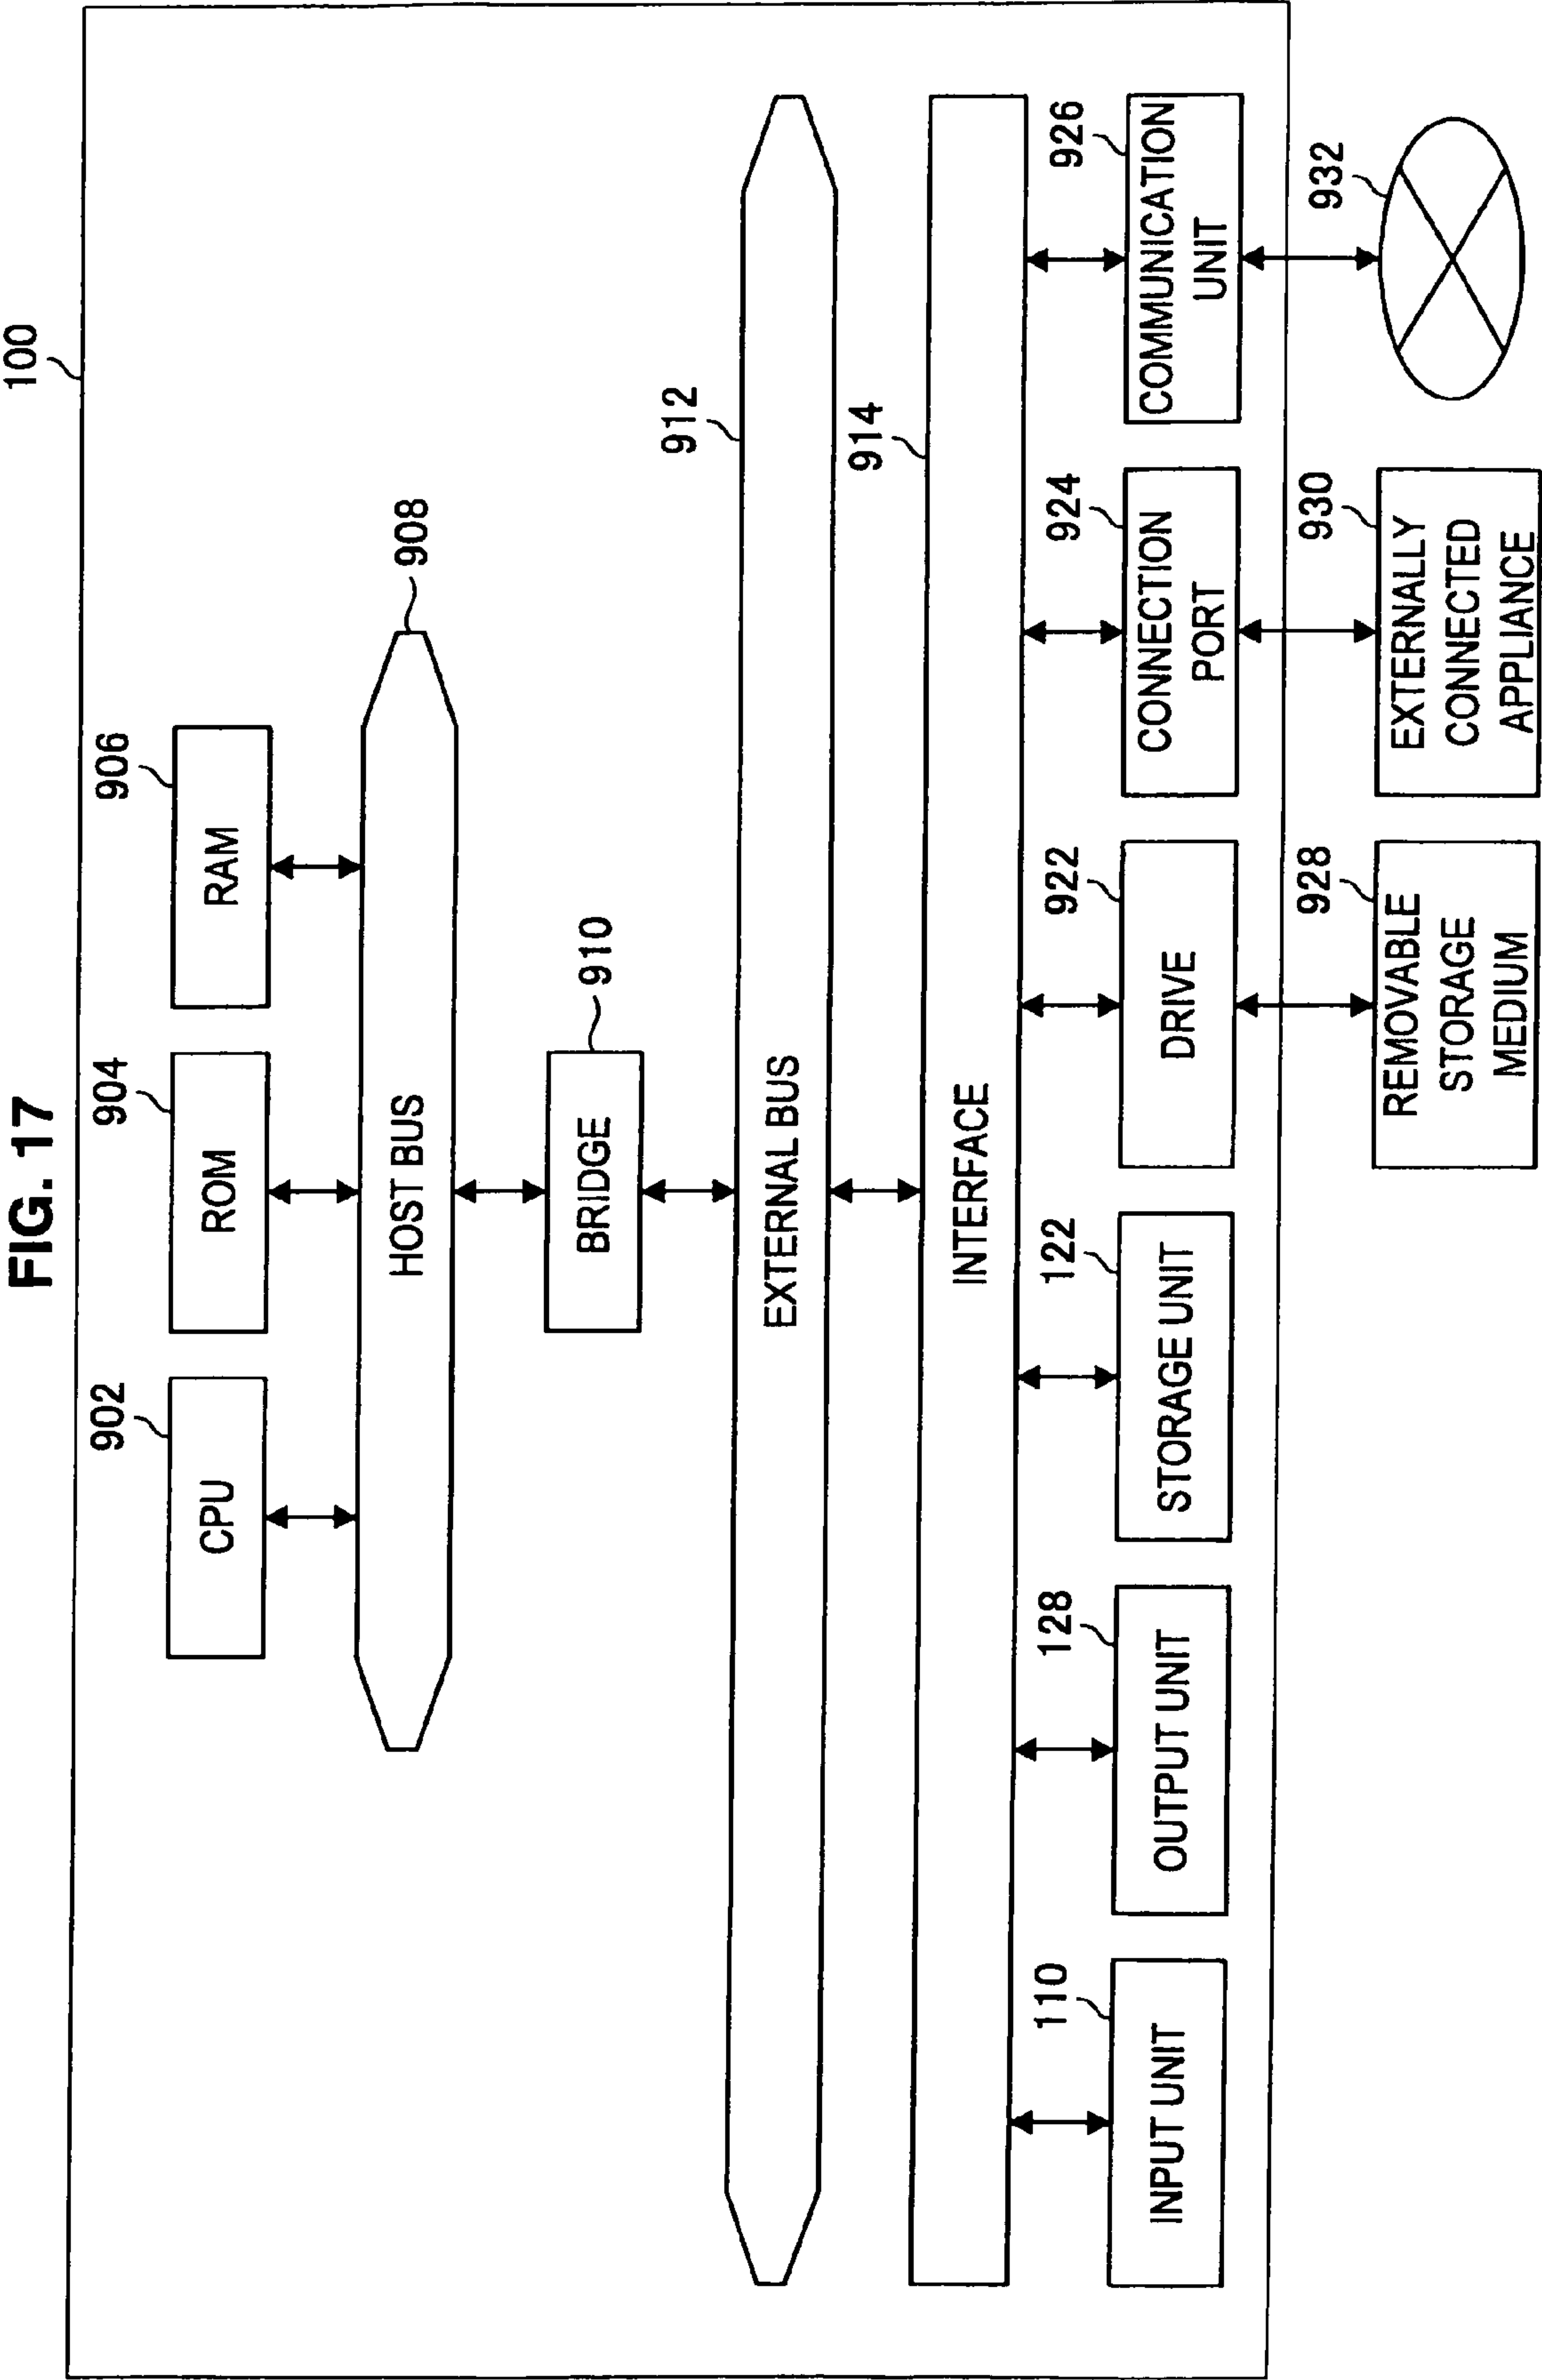 FIG. 17
100
902
904
906
CPU
ROM
RAM
HOST BUS
908
BRIDGE
910
912
EXTERNAL BUS
914
INTERFACE
110
128
122
922
924
926
INPUT UNIT
OUTPUT UNIT
STORAGE UNIT
DRIVE
CONNECTION
PORT
COMMUNICATION
UNIT
928
930
932
REMOVABLE
STORAGE
MEDIUM
EXTERNALLY
CONNECTED
APPLIANCE